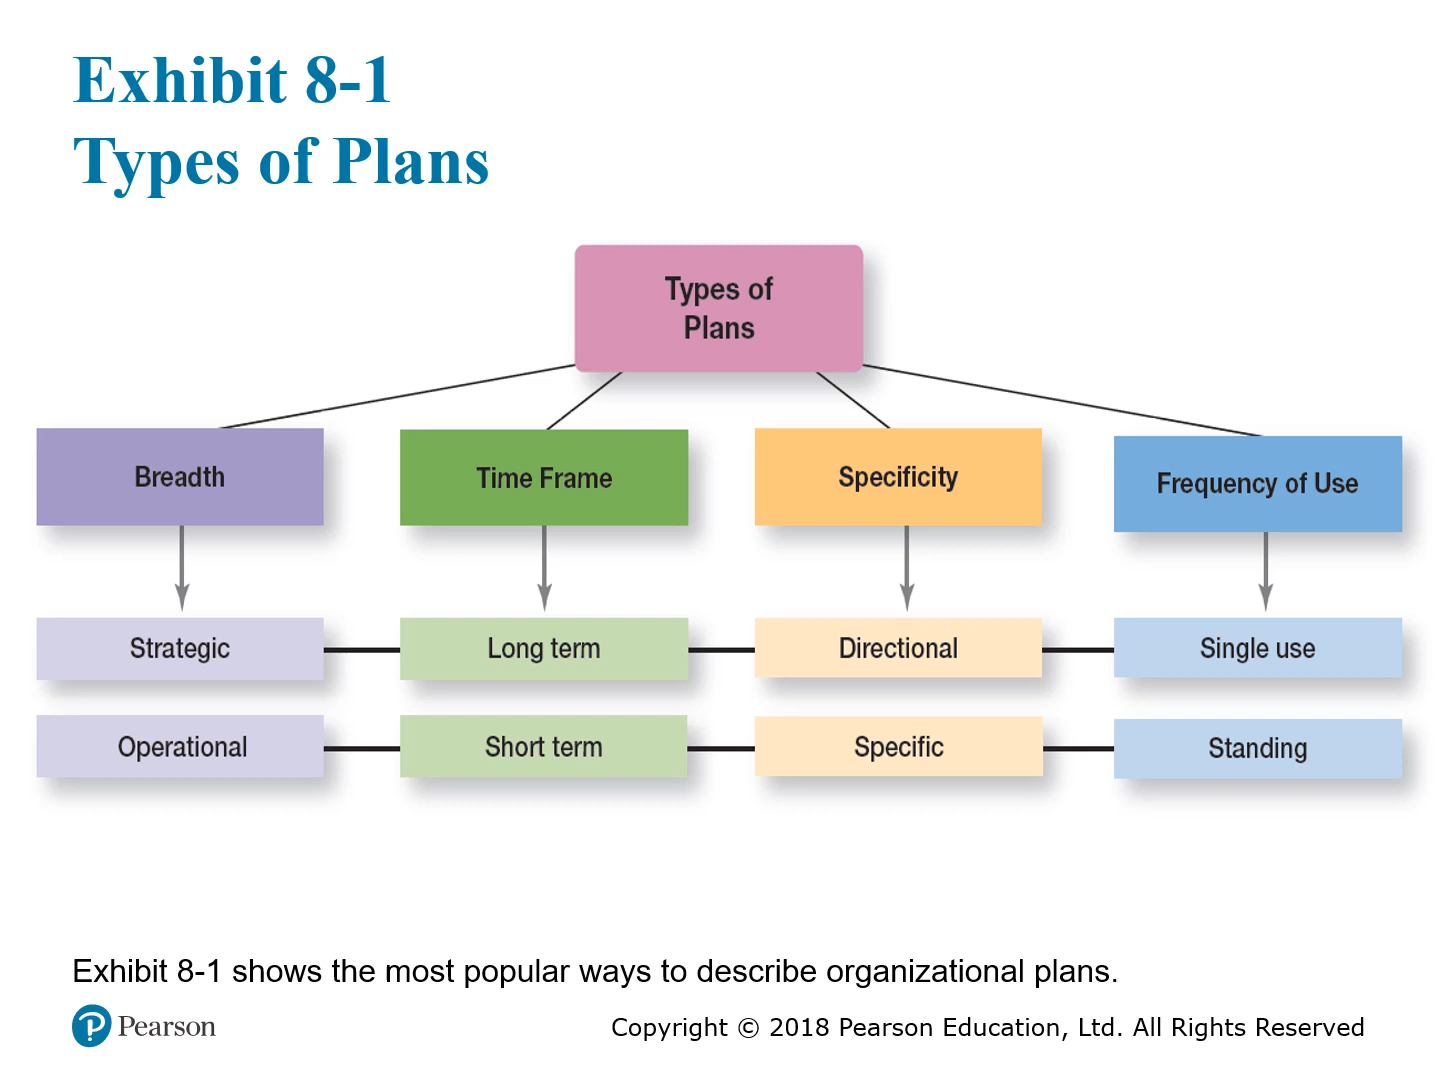 Exhibit 8-1
Types of Plans
Types of
Plans
Breadth
Time Frame
Specificity
Frequency of Use
Strategic
Long term
Directional
Single use
Operational
Short term
Specific
Standing
Exhibit 8-1 shows the most popular ways to describe organizational plans.
Pearson
Copyright © 2018 Pearson Education, Ltd. All Rights Reserved